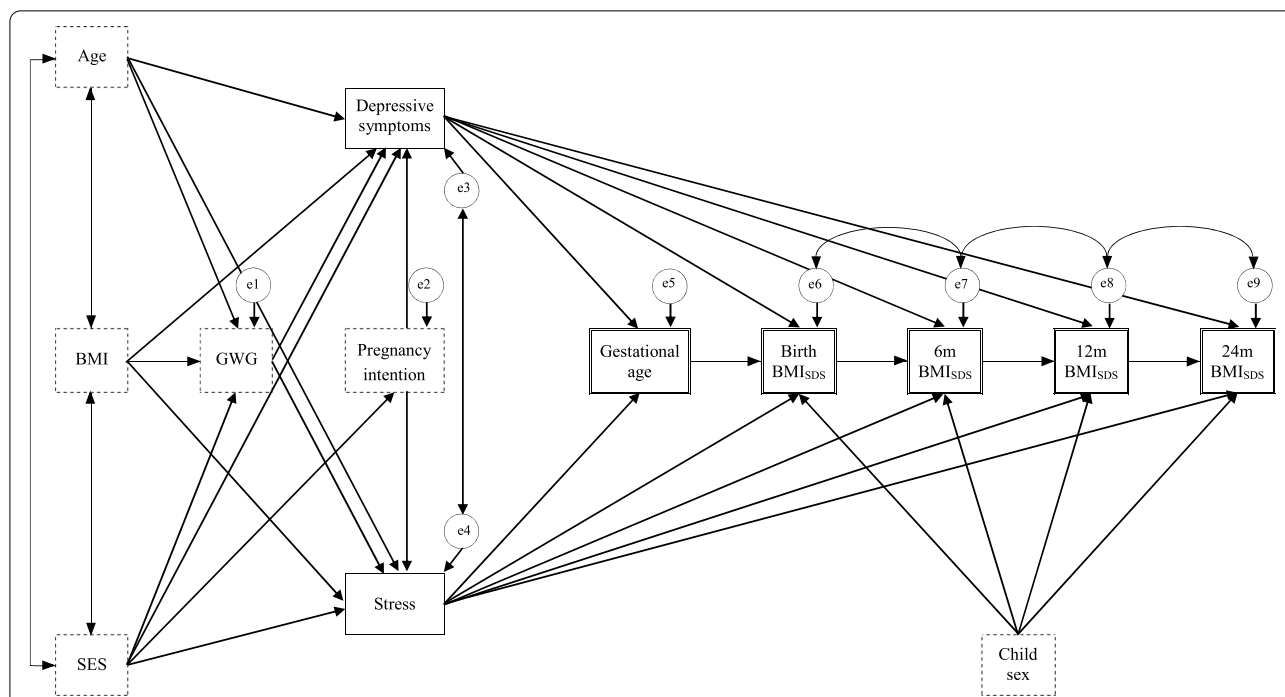 Age
Depressive
symptoms
e3
e1
e2
e5
e6
e7
e8
e9
BMI
GWG
Pregnancy
intention
Gestational
age
Birth
BMISDS
6m
BMISDS
12m
BMISDS
24m
BMISDS
e4
Stress
SES
Child
sex